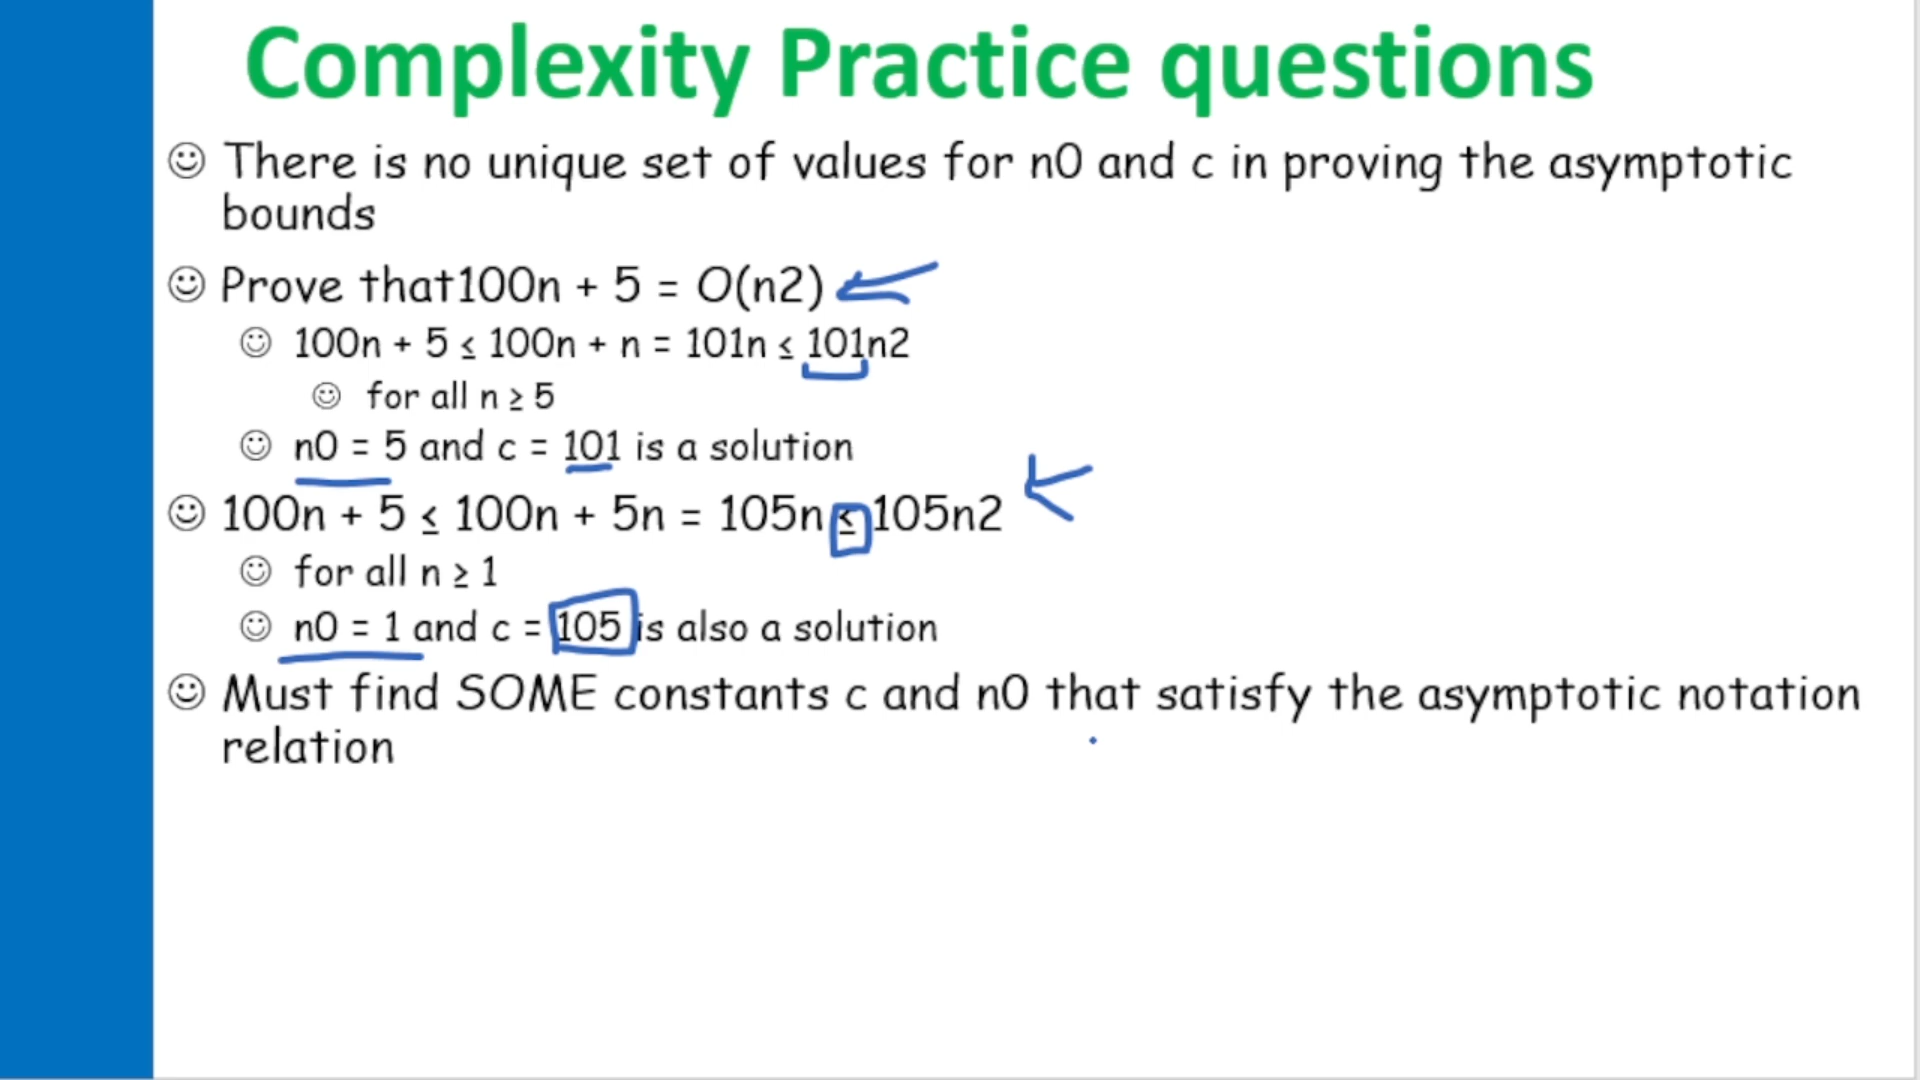 Complexity Practice questions
There is no unique set of values for n0 and c in proving the asymptotic
bounds
Prove that100n + 5 = O(n2)
100n + 5 ≤ 100n + n = 101n ≤ 101n2
for all n ≥ 5
n0 = 5 and c = 101 is a solution
100n + 5 ≤ 100n + 5n = 105n ≤ 105n2
for all n ≥ 1
n0 = 1 and c = 105 is also a solution
Must find SOME constants c and n0 that satisfy the asymptotic notation
relation